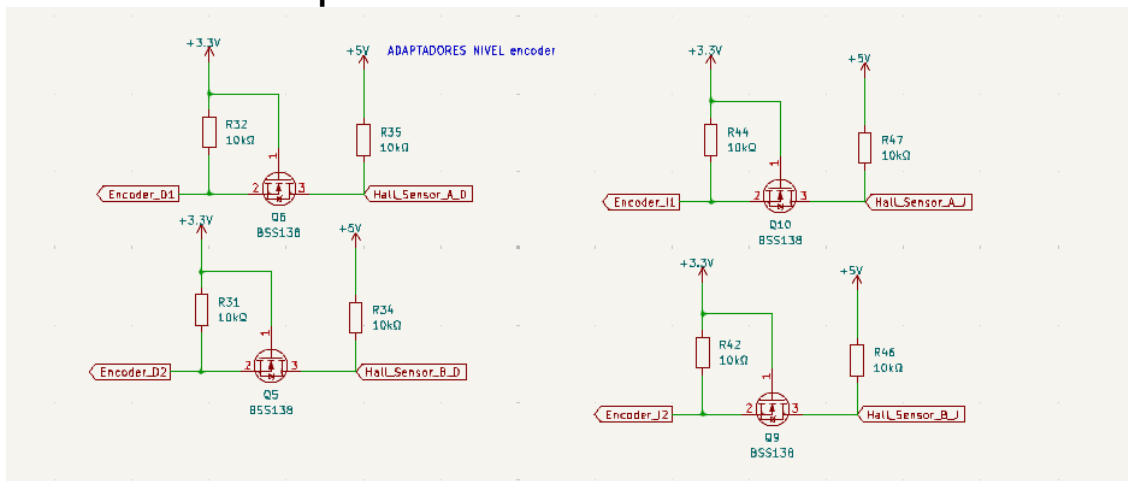 +3.3V
+5V
ADAPTADORES NIVEL encoder
R32
10kΩ
R35
10kΩ
1
2
3
Encoder_D1
Hall_Sensor_A_D
Q6
BSS138
+3.3V
+5V
R31
10kΩ
R34
10kΩ
1
2
3
Encoder_D2
Hall_Sensor_B_D
Q5
BSS138
+3.3V
+5V
R44
10kΩ
R47
10kΩ
1
2
3
Encoder_I1
Hall_Sensor_A_I
Q10
BSS138
+3.3V
+5V
R42
10kΩ
R46
10kΩ
1
2
3
Encoder_I2
Hall_Sensor_B_I
Q9
BSS138